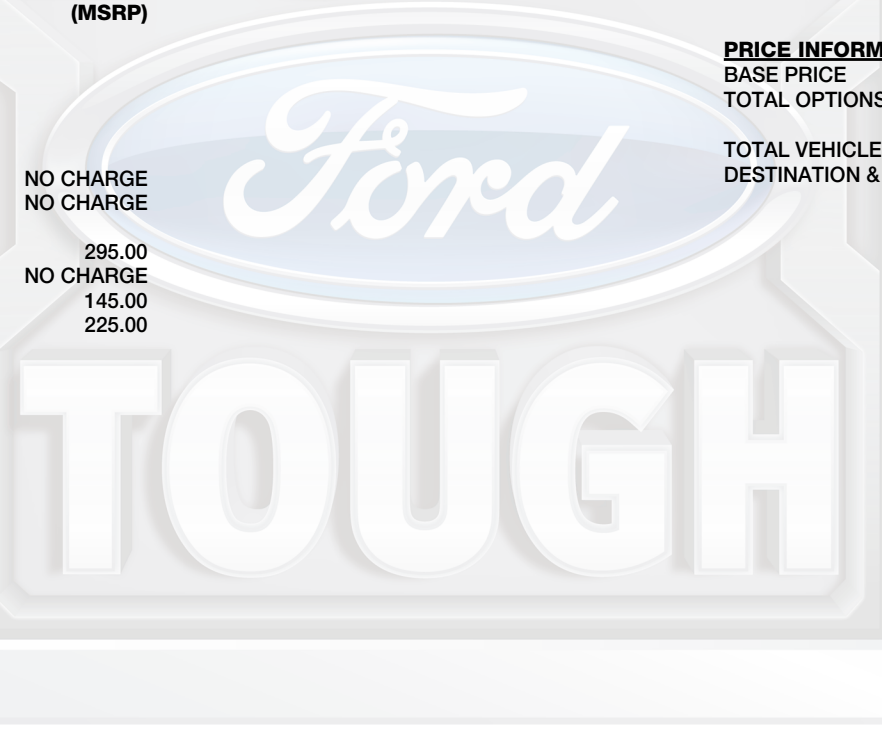 (MSRP)
NO CHARGE
NO CHARGE
295.00
NO CHARGE
145.00
225.00
PRICE INFORM
BASE PRICE
TOTAL OPTIONS
TOTAL VEHICLE
DESTINATION &
Ford
TOUGH